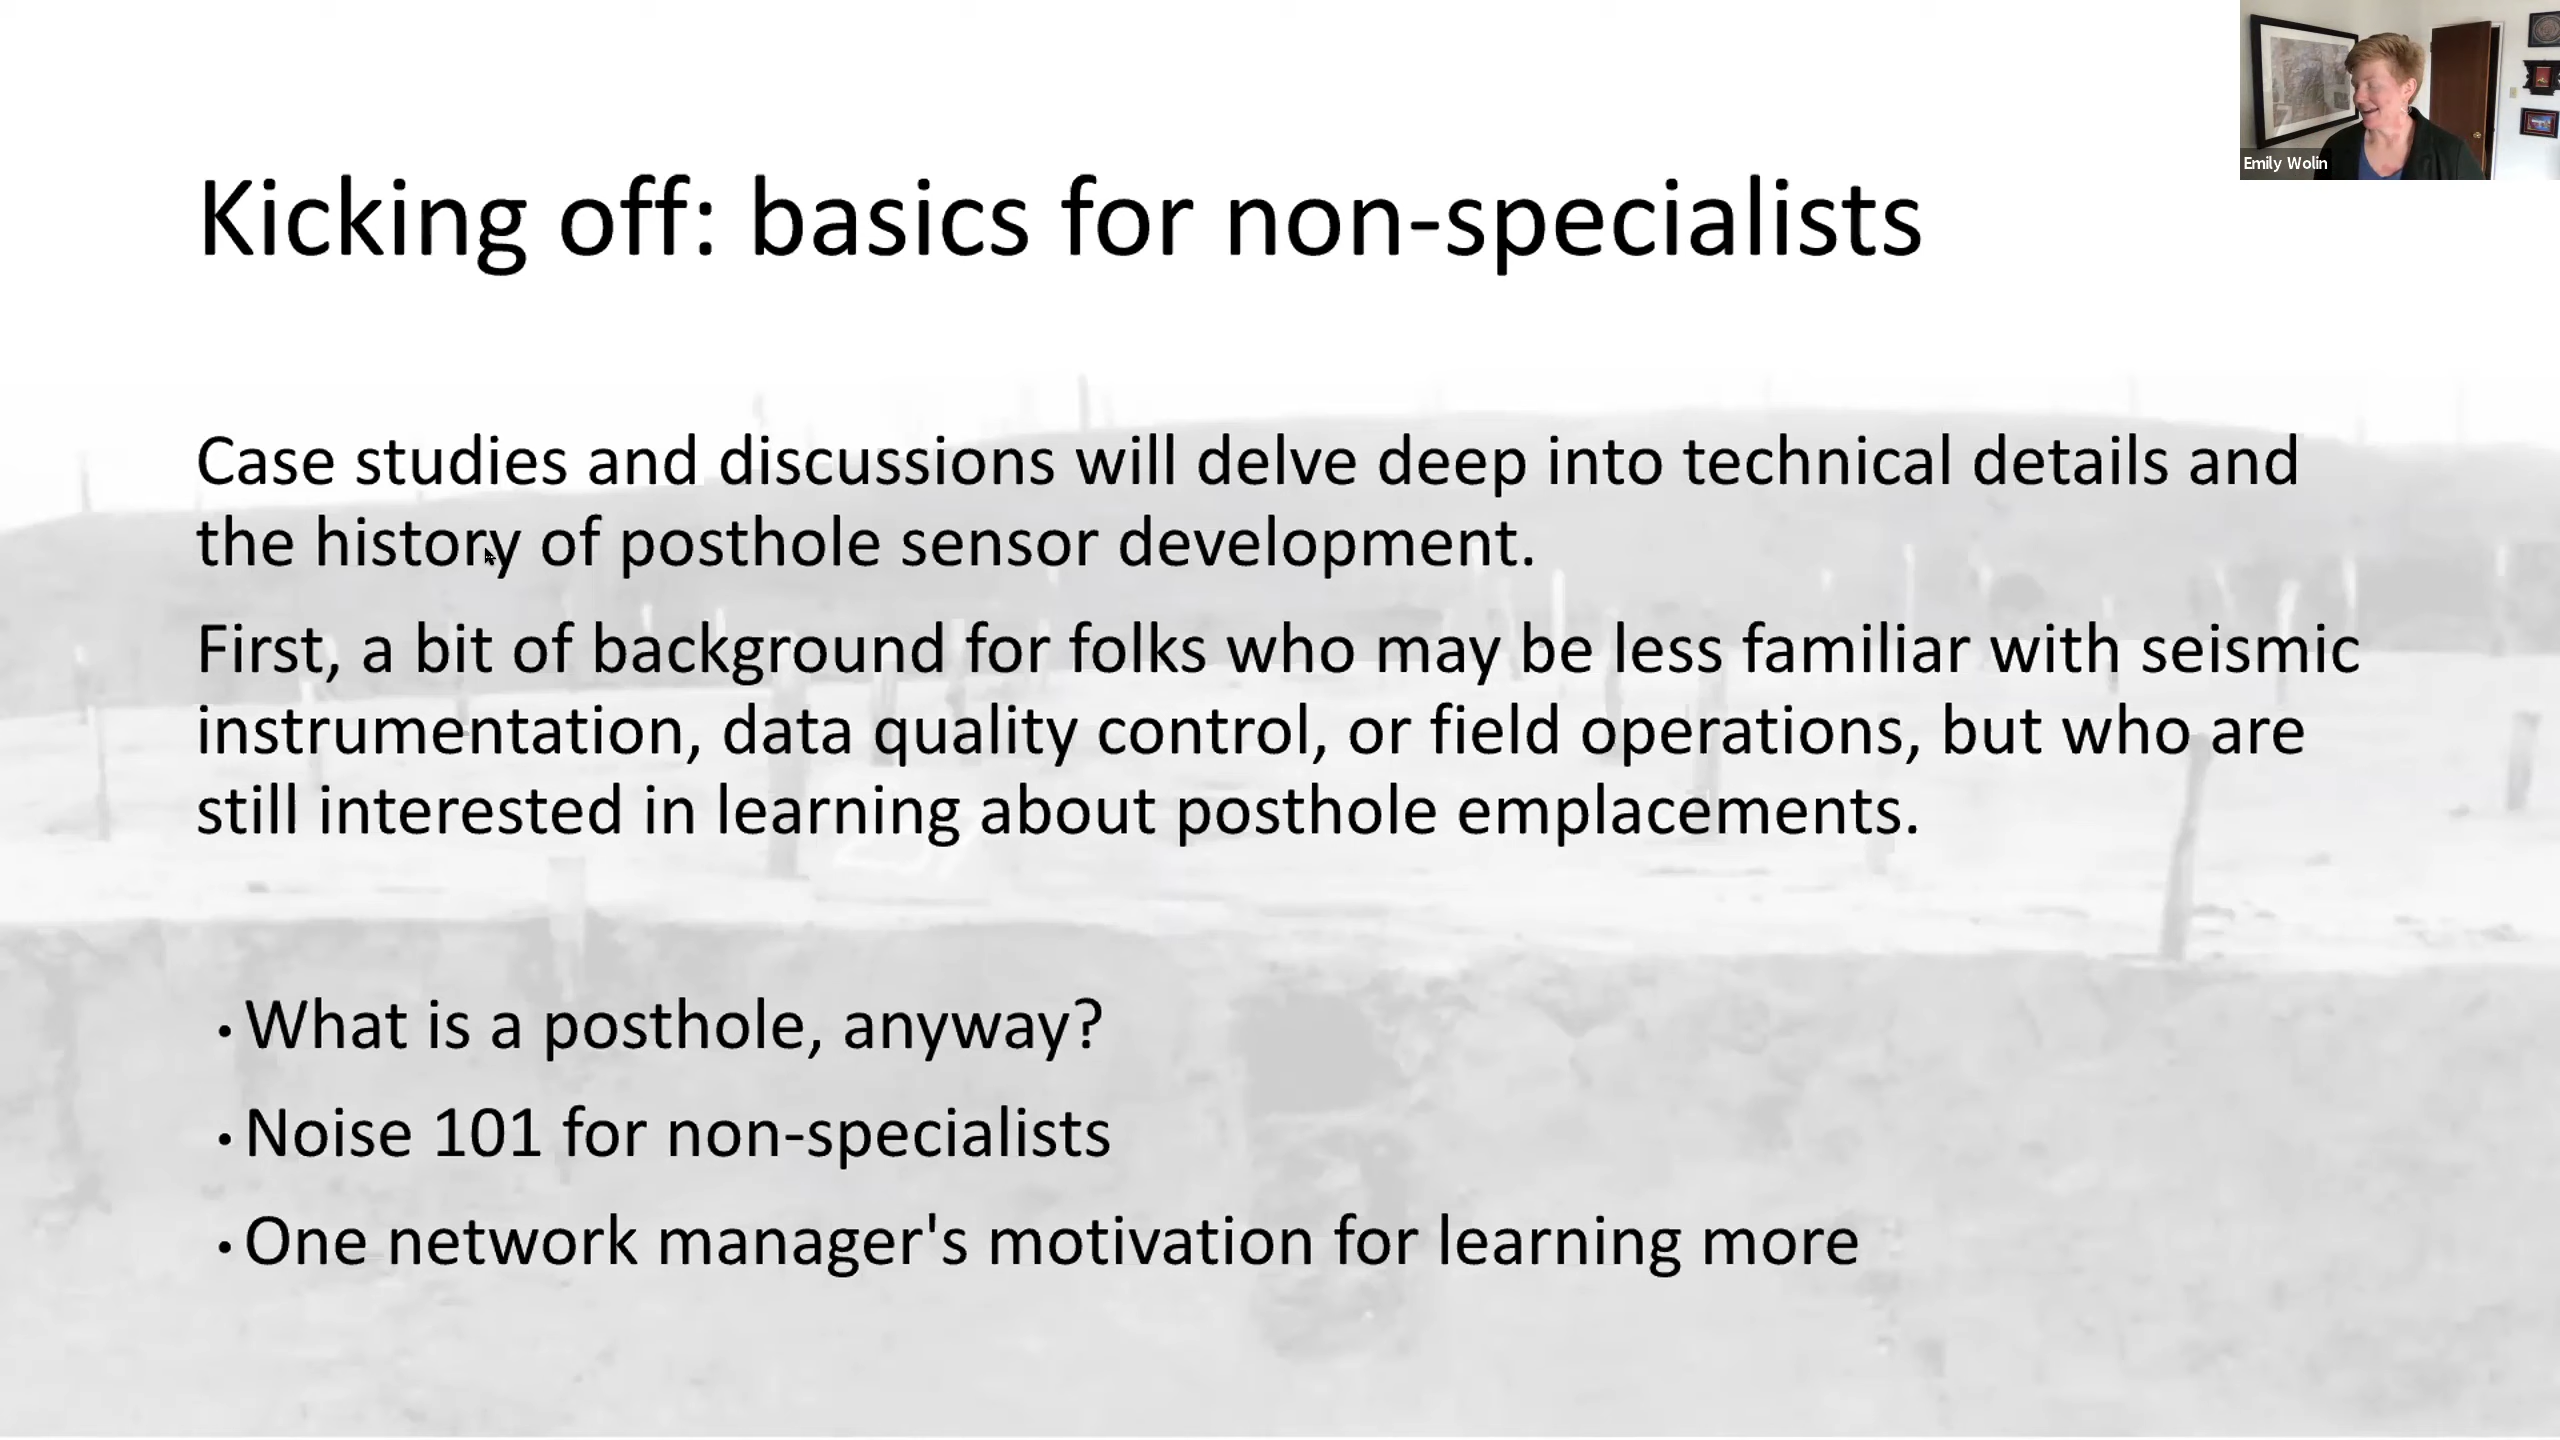 Emily Wolin
Kicking off: basics for non-specialists
Case studies and discussions will delve deep into technical details and
the history of posthole sensor development.
First, a bit of background for folks who may be less familiar with seismic
instrumentation, data quality control, or field operations, but who are
still interested in learning about posthole emplacements.
• What is a posthole, anyway?
• Noise 101 for non-specialists
• One network manager's motivation for learning more